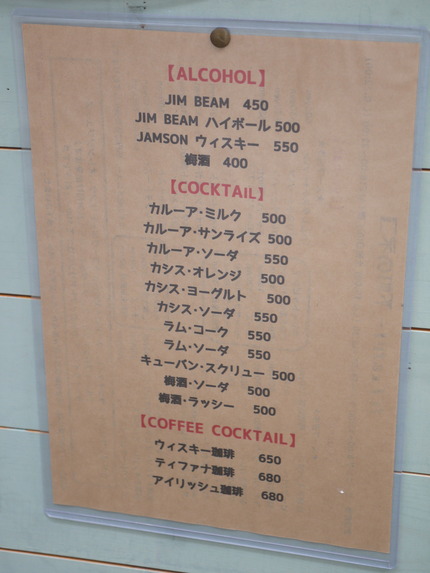 【ALCOHOL】
JIM BEAM 450
JIM BEAM ハイボール 500
JAMSON ウィスキー 550
梅酒 400
【COCKTAIL】
カルーア・ミルク 500
カルーア・サンライズ 500
カルーア・ソーダ 550
カシス・オレンジ 500
カシス・ヨーグルト 500
カシス・ソーダ 550
ラム・コーク 550
ラム・ソーダ 550
キューバン・スクリュー 500
梅酒・ソーダ 500
梅酒・ラッシー 500
【COFFEE COCKTAIL】
ウィスキー珈琲 650
ティファナ珈琲 680
アイリッシュ珈琲 680